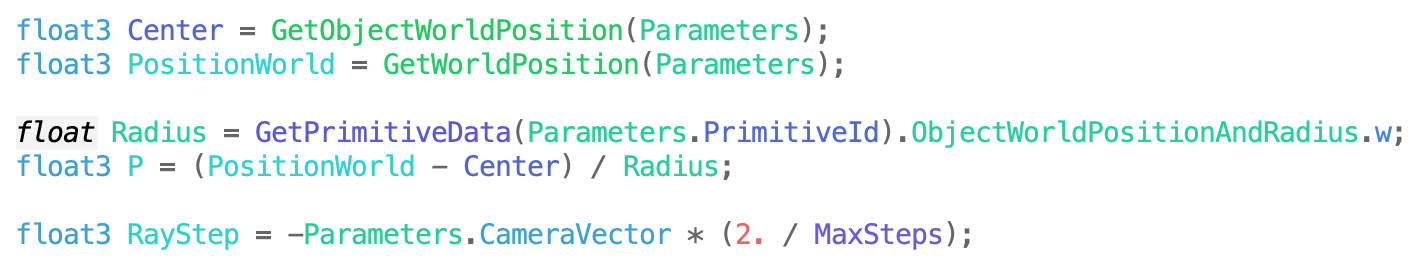 float3 Center = GetObjectWorldPosition(Parameters);
float3 PositionWorld = GetWorldPosition(Parameters);
float Radius = GetPrimitiveData(Parameters.PrimitiveId).ObjectWorldPositionAndRadius.w;
float3 P = (PositionWorld - Center) / Radius;
float3 RayStep = -Parameters.CameraVector * (2. / MaxSteps);